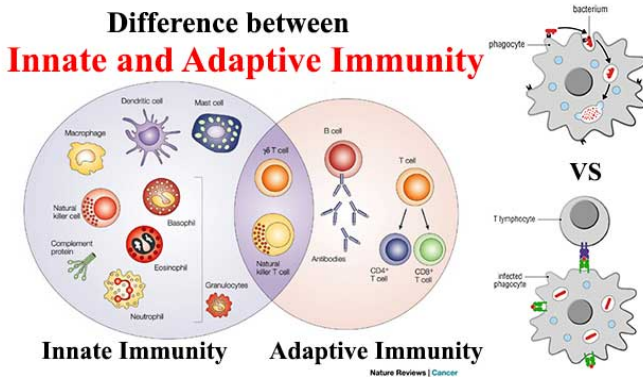 Difference between
Innate and Adaptive Immunity
Dendritic cell
Mast cell
Macrophage
Natural
killer cell
Basophil
Complement
protein
Eosinophil
Neutrophil
Granulocytes
γδ T cell
Natural
killer T cell
B cell
T cell
Antibodies
CD4+
T cell
CD8+
T cell
Innate Immunity
Adaptive Immunity
Nature Reviews | Cancer
bacterium
phagocyte
VS
T lymphocyte
infected
phagocyte